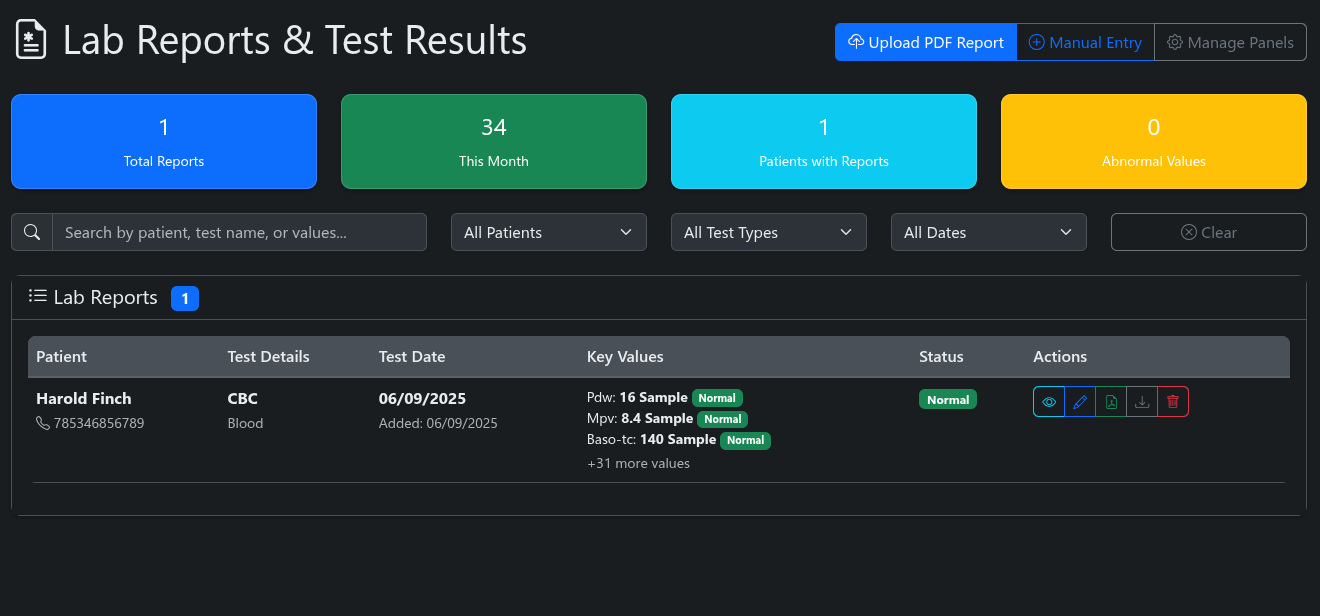 Lab Reports & Test Results
Upload PDF Report
Manual Entry
Manage Panels
1
Total Reports
34
This Month
1
Patients with Reports
0
Abnormal Values
Search by patient, test name, or values...
All Patients
All Test Types
All Dates
Clear
Lab Reports 1
Patient Test Details Test Date Key Values Status Actions
Harold Finch
785346856789
CBC
Blood
06/09/2025
Added: 06/09/2025
Pdw: 16 Sample Normal
Mpv: 8.4 Sample Normal
Baso-tc: 140 Sample Normal
+31 more values
Normal